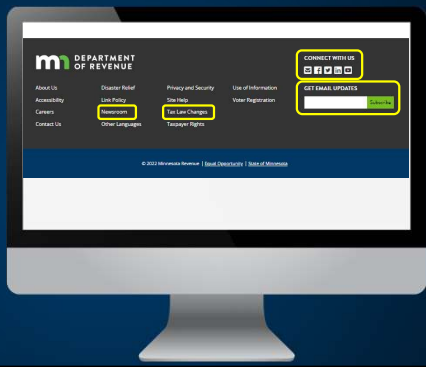 DEPARTMENT
OF REVENUE
CONNECT WITH US
About Us
Disaster Relief
Privacy and Security
Use of Information
GET EMAIL UPDATES
Accessibility
Link Policy
Site Help
Voter Registration
Subscribe
Careers
Newsroom
Tax Law Changes
Contact Us
Other Languages
Taxpayer Rights
© 2022 Minnesota Revenue | Equal Opportunity | State of Minnesota